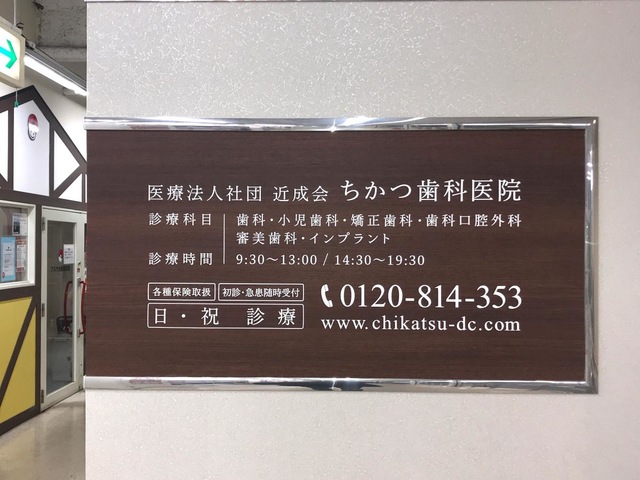 医療法人社団 近成会 ちかつ歯科医院
診療科目 歯科・小児歯科・矯正歯科・歯科口腔外科
審美歯科・インプラント
診療時間 9:30～13:00 / 14:30～19:30
各種保険取扱 初診・急患随時受付
日・祝 診療
0120-814-353
www.chikatsu-dc.com